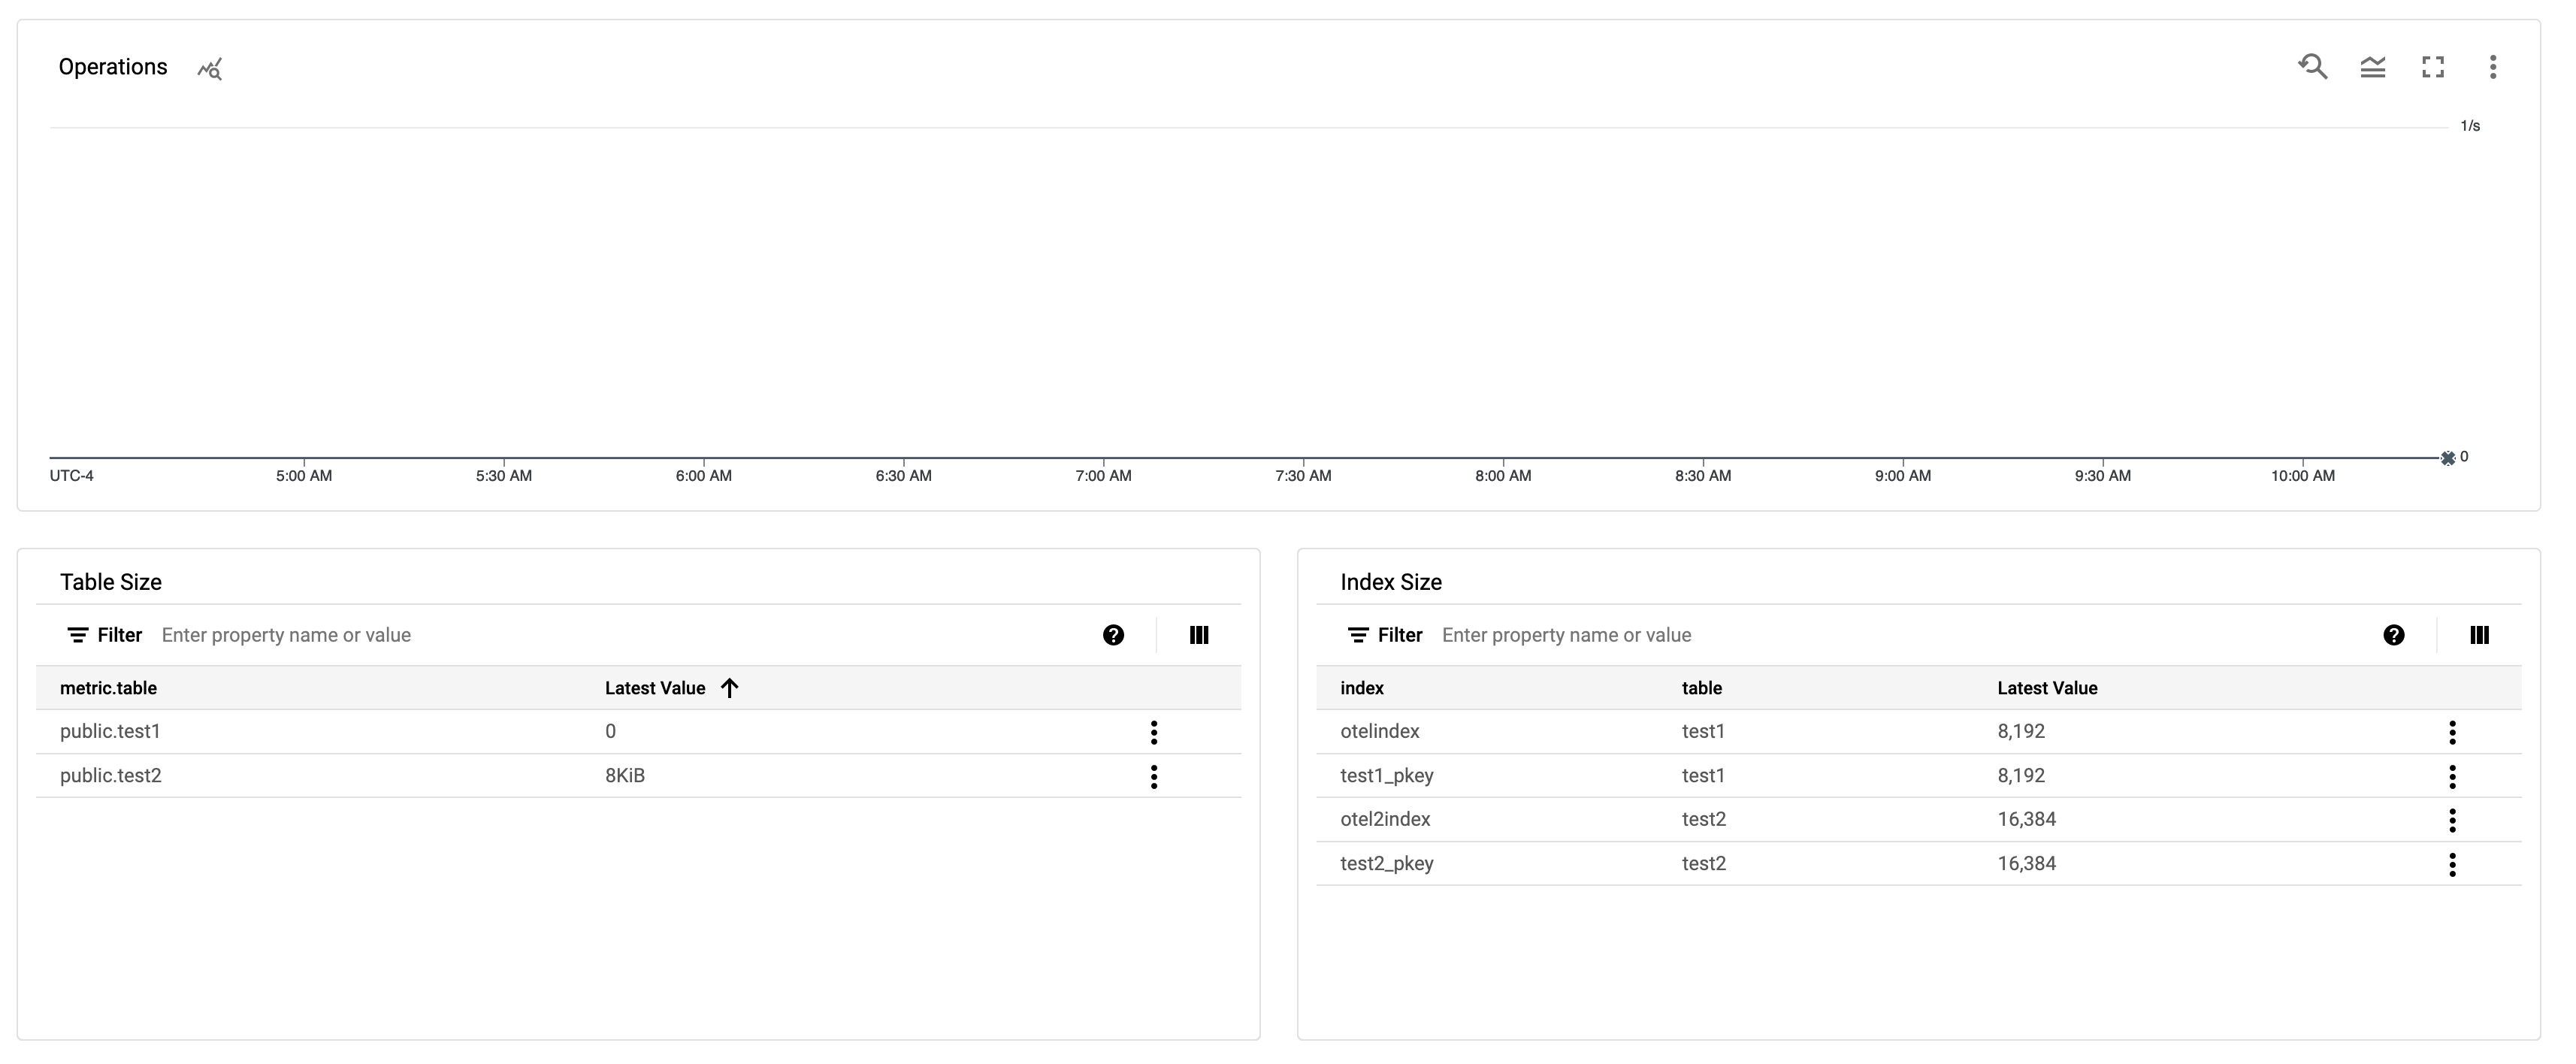 Operations
1/s
0
UTC-4 5:00 AM 5:30 AM 6:00 AM 6:30 AM 7:00 AM 7:30 AM 8:00 AM 8:30 AM 9:00 AM 9:30 AM 10:00 AM
Table Size
Filter Enter property name or value
metric.table Latest Value
public.test1 0
public.test2 8KiB
Index Size
Filter Enter property name or value
index table Latest Value
otelindex test1 8,192
test1_pkey test1 8,192
otel2index test2 16,384
test2_pkey test2 16,384